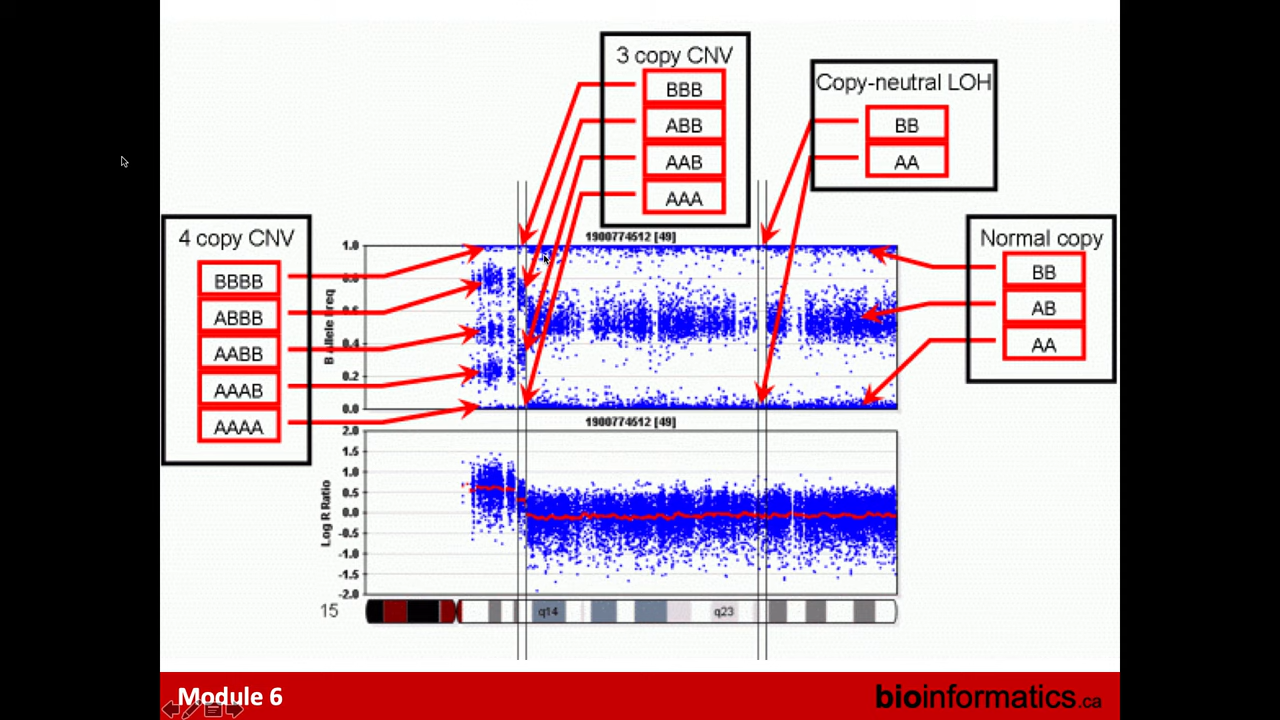 3 copy CNV
BBB
ABB
AAB
AAA
Copy-neutral LOH
BB
AA
4 copy CNV
BBBB
ABBB
AABB
AAAB
AAAA
Normal copy
BB
AB
AA
1900774512 [49]
B Allele Freq
1.0
0.8
0.6
0.4
0.2
0.0
1900774512 [49]
Log R Ratio
2.0
1.5
1.0
0.5
0.0
-0.5
-1.0
-1.5
-2.0
15
q14
q23
Module 6
bioinformatics.ca